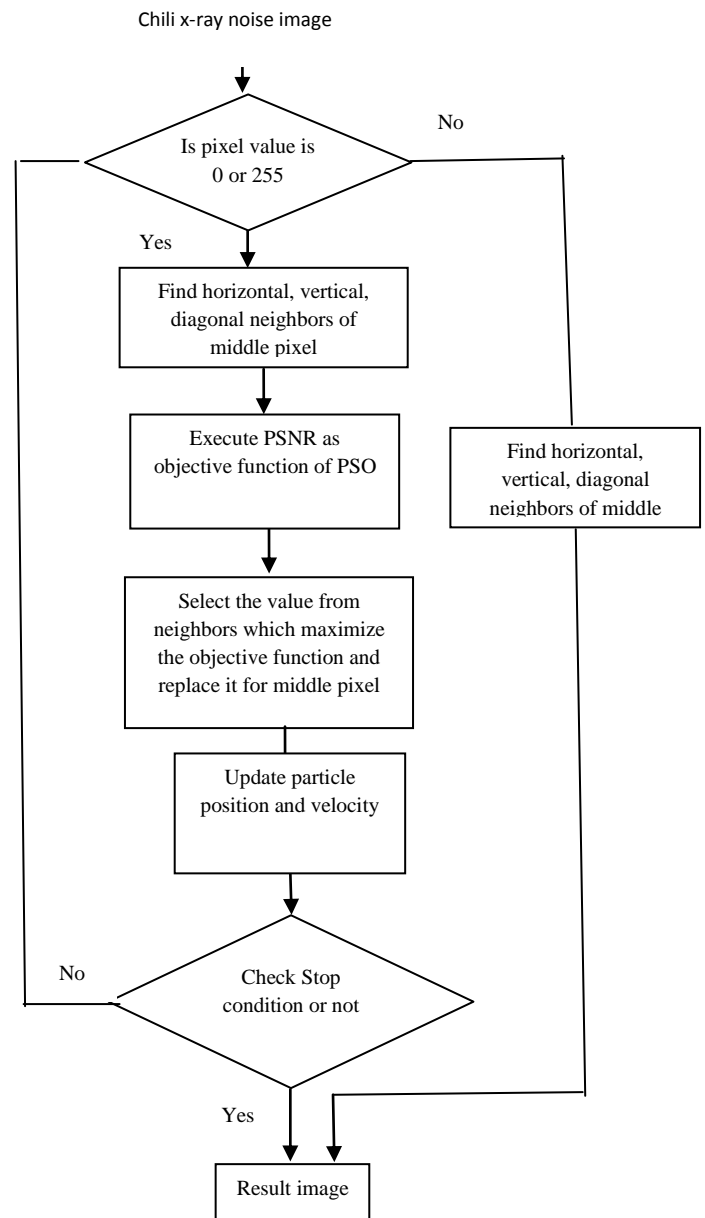 Chili x-ray noise image
No
Is pixel value is
0 or 255
Yes
Find horizontal, vertical,
diagonal neighbors of
middle pixel
Execute PSNR as
objective function of PSO
Find horizontal,
vertical, diagonal
neighbors of middle
Select the value from
neighbors which maximize
the objective function and
replace it for middle pixel
Update particle
position and velocity
No
Check Stop
condition or not
Yes
Result image